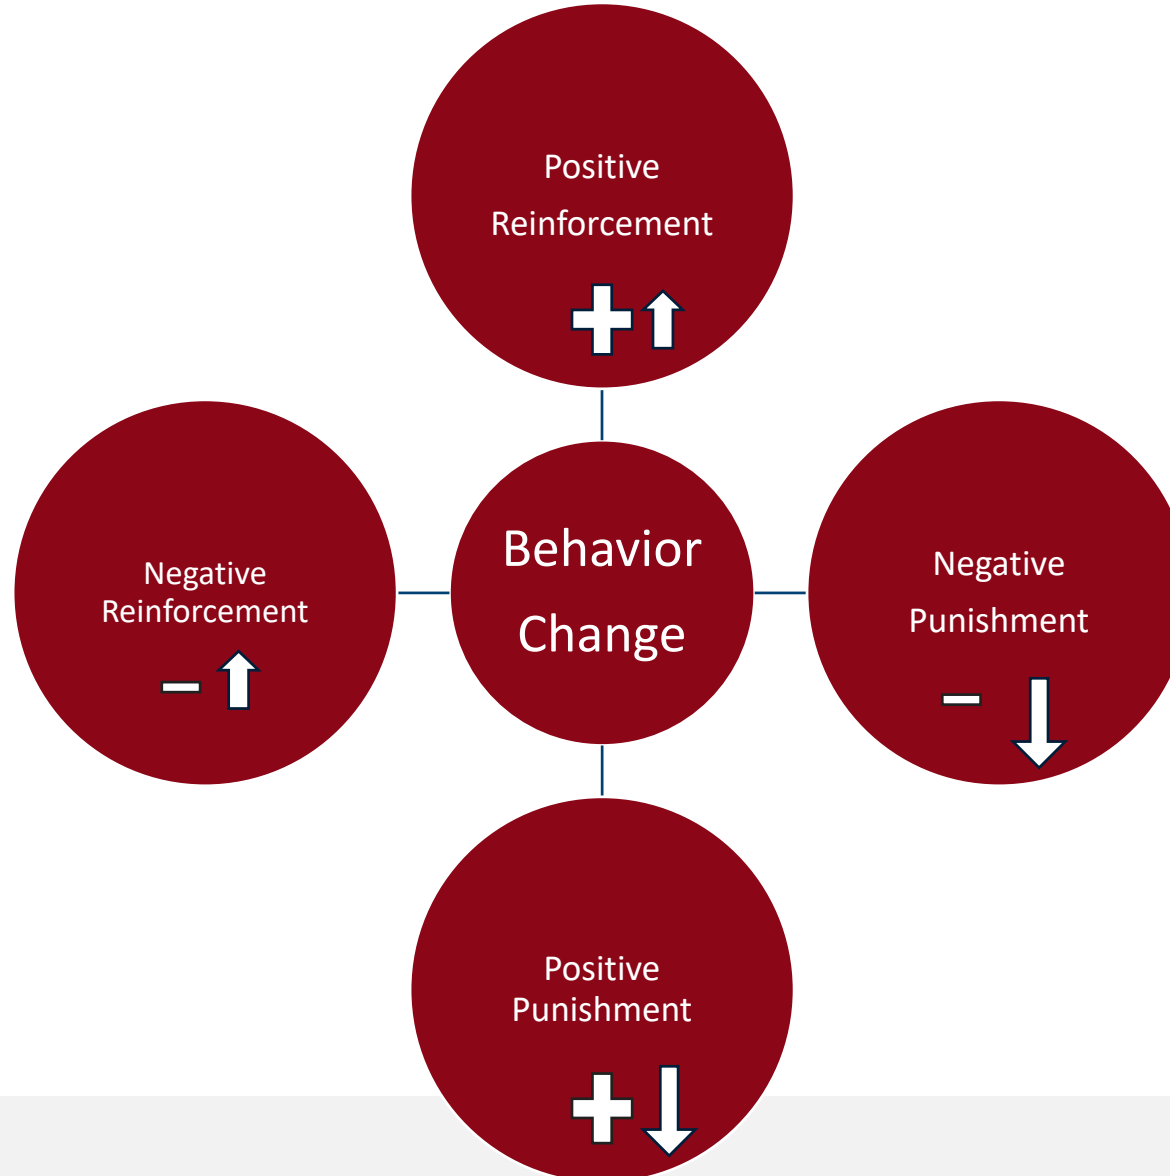 Positive
Reinforcement
Negative
Reinforcement
Behavior
Change
Negative
Punishment
Positive
Punishment